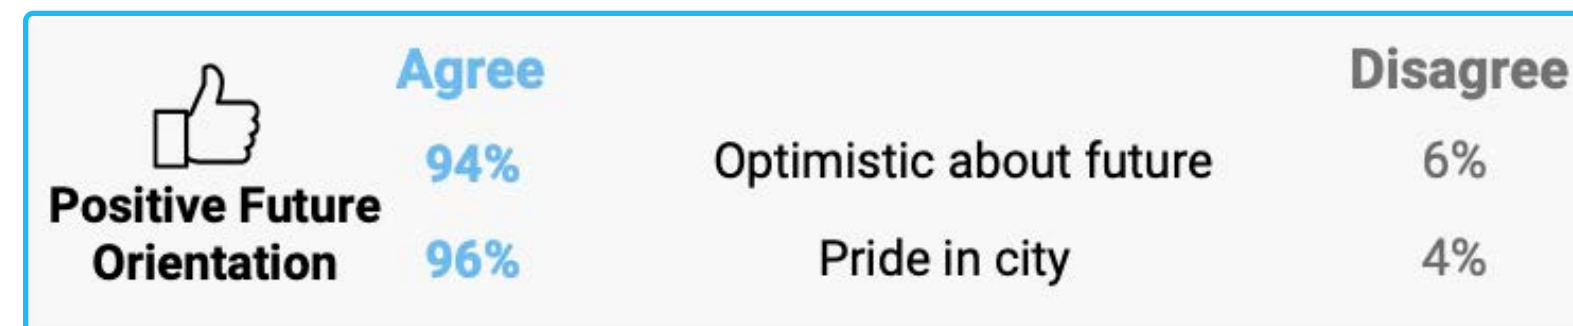 Agree Disagree
94% Optimistic about future 6%
Positive Future
Orientation
96% Pride in city 4%